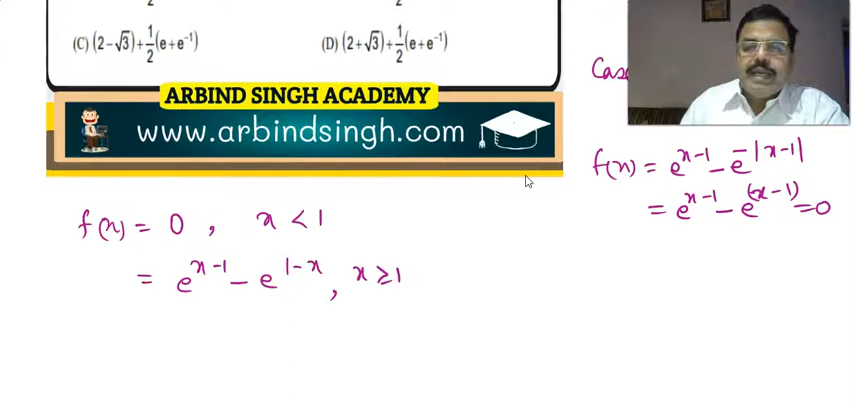 (C) (2-√3)+1/2(e+e⁻¹) (D) (2+√3)+1/2(e+e⁻¹)
ARBIND SINGH ACADEMY
www.arbindsingh.com
Case
f(x) = e^{x-1} - e^{-|x-1|}
= e^{x-1} - e^{(x-1)} = 0
f(x) = 0, x < 1
= e^{x-1} - e^{1-x}, x ≥ 1